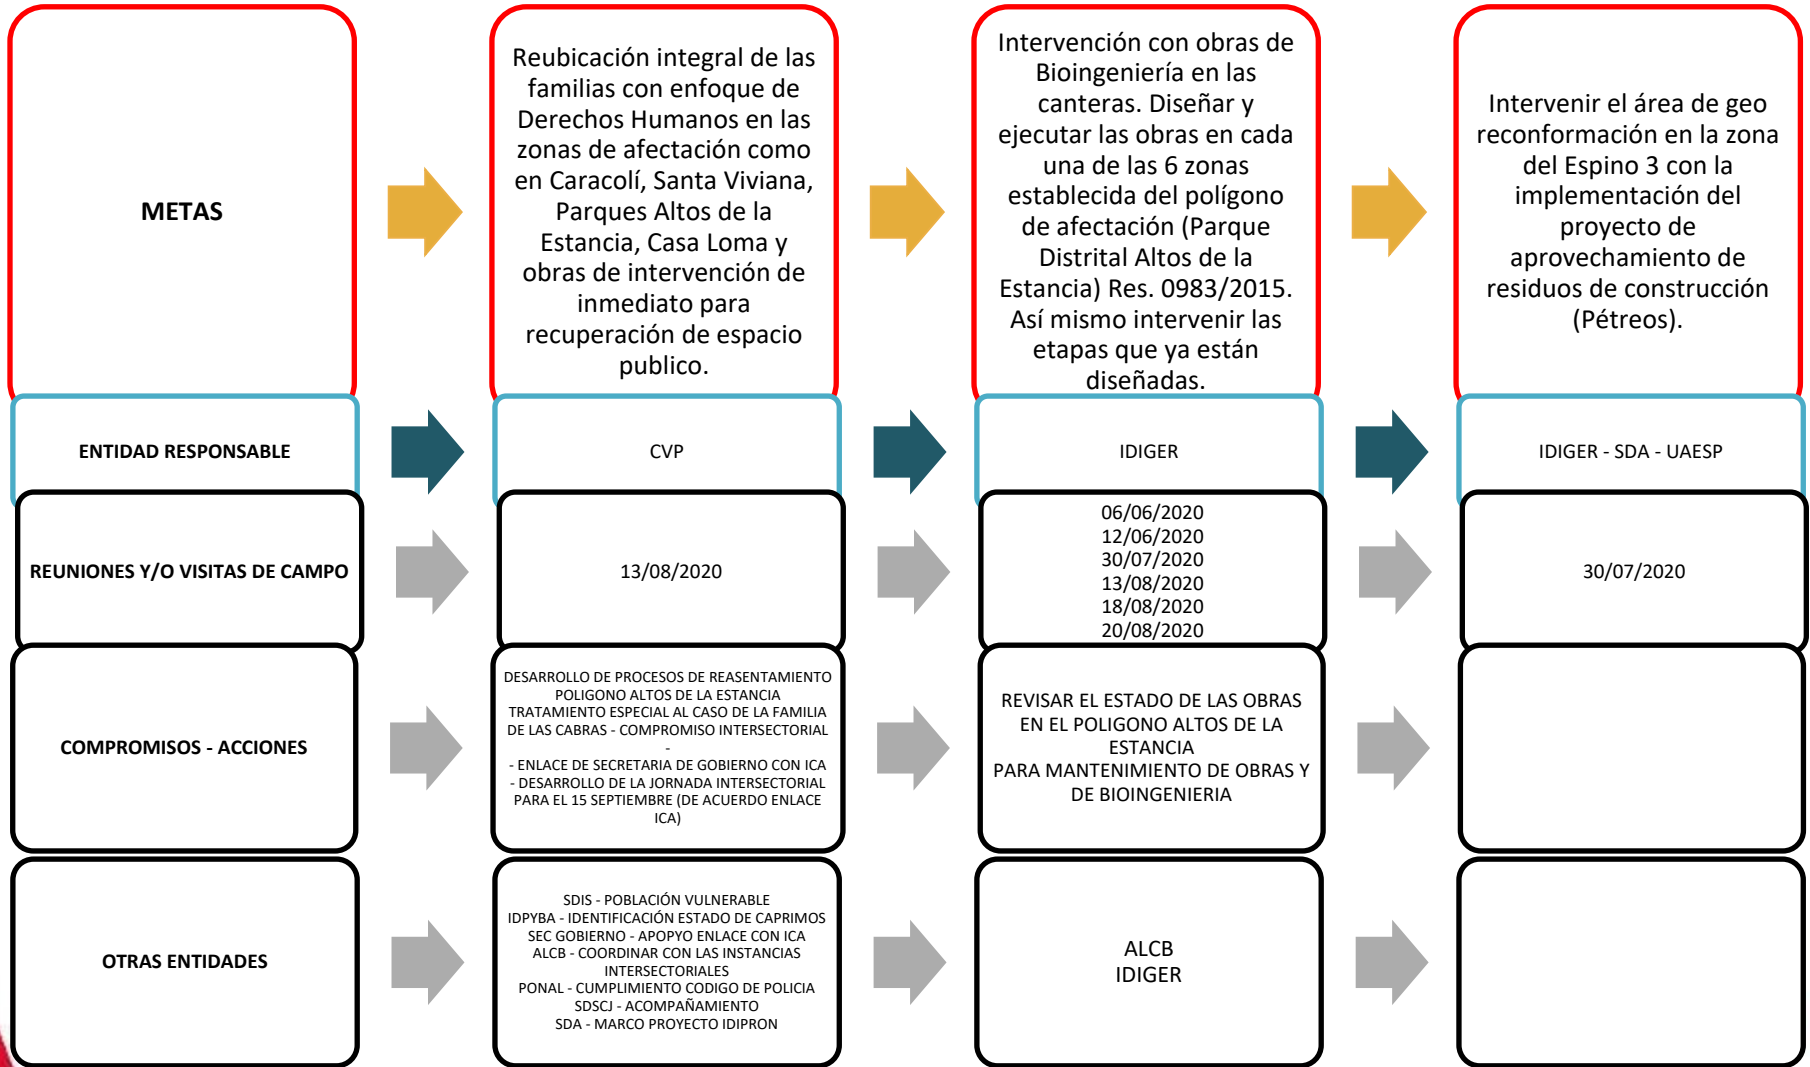 METAS
Reubicación integral de las
familias con enfoque de
Derechos Humanos en las
zonas de afectación como
en Caracolí, Santa Viviana,
Parques Altos de la
Estancia, Casa Loma y
obras de intervención de
inmediato para
recuperación de espacio
publico.
Intervención con obras de
Bioingeniería en las
canteras. Diseñar y
ejecutar las obras en cada
una de las 6 zonas
establecida del polígono
de afectación (Parque
Distrital Altos de la
Estancia) Res. 0983/2015.
Así mismo intervenir las
etapas que ya están
diseñadas.
Intervenir el área de geo
reconformación en la zona
del Espino 3 con la
implementación del
proyecto de
aprovechamiento de
residuos de construcción
(Pétreos).
ENTIDAD RESPONSABLE
CVP
IDIGER
IDIGER - SDA - UAESP
REUNIONES Y/O VISITAS DE CAMPO
13/08/2020
06/06/2020
12/06/2020
30/07/2020
13/08/2020
18/08/2020
20/08/2020
30/07/2020
COMPROMISOS - ACCIONES
DESARROLLO DE PROCESOS DE REASENTAMIENTO
POLIGONO ALTOS DE LA ESTANCIA
TRATAMIENTO ESPECIAL AL CASO DE LA FAMILIA
DE LAS CABRAS - COMPROMISO INTERSECTORIAL
-
- ENLACE DE SECRETARIA DE GOBIERNO CON ICA
- DESARROLLO DE LA JORNADA INTERSECTORIAL
PARA EL 15 SEPTIEMBRE (DE ACUERDO ENLACE
ICA)
REVISAR EL ESTADO DE LAS OBRAS
EN EL POLIGONO ALTOS DE LA
ESTANCIA
PARA MANTENIMIENTO DE OBRAS Y
DE BIOINGENIERIA
OTRAS ENTIDADES
SDIS - POBLACIÓN VULNERABLE
IDPYBA - IDENTIFICACIÓN ESTADO DE CAPRIMOS
SEC GOBIERNO - APOPYO ENLACE CON ICA
ALCB - COORDINAR CON LAS INSTANCIAS
INTERSECTORIALES
PONAL - CUMPLIMIENTO CODIGO DE POLICIA
SDSCJ - ACOMPAÑAMIENTO
SDA - MARCO PROYECTO IDIPRON
ALCB
IDIGER